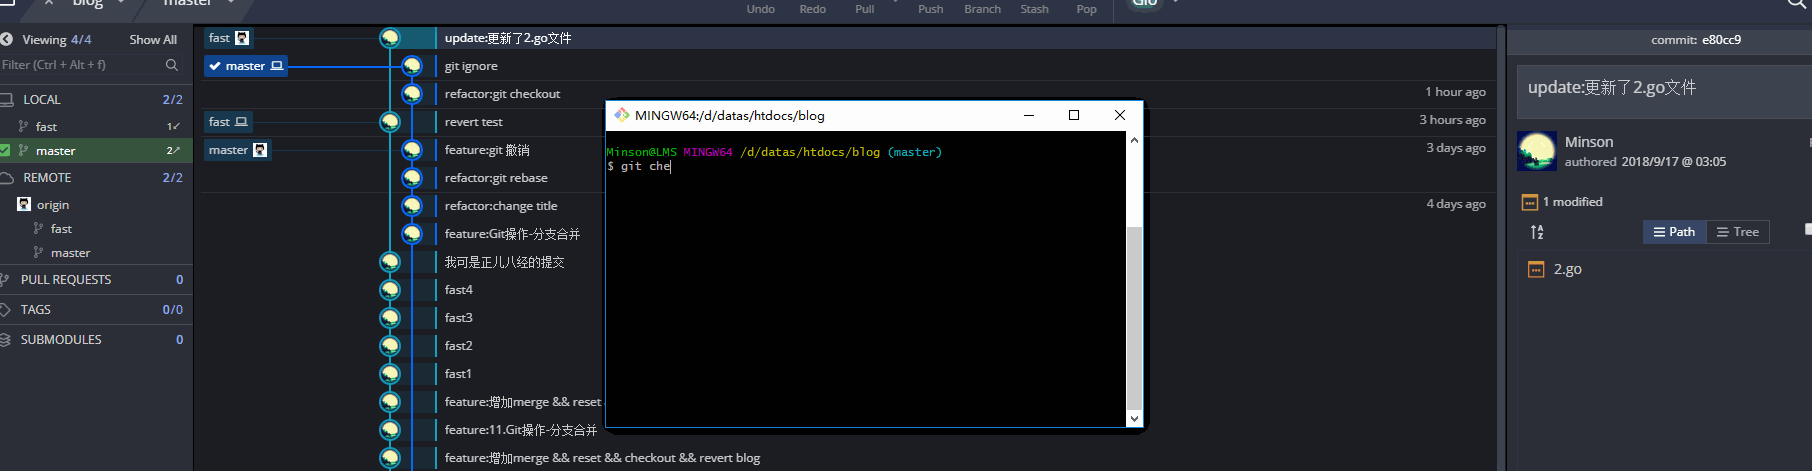 blog
master
Undo Redo Pull Push Branch Stash Pop
Glo
Viewing 4/4 Show All
Filter (Ctrl + Alt + f)
LOCAL 2/2
fast 1
master 2
REMOTE 2/2
origin
fast
master
PULL REQUESTS 0
TAGS 0/0
SUBMODULES 0
fast update:更新了2.go文件
master git ignore
refactor:git checkout 1 hour ago
fast revert test 3 hours ago
master feature:git 撤销 3 days ago
refactor:git rebase
refactor:change title 4 days ago
feature:Git操作-分支合并
我可是正儿八经的提交
fast4
fast3
fast2
fast1
feature:增加merge && reset
feature:11.Git操作-分支合并
feature:增加merge && reset && checkout && revert blog
MINGW64:/d/datas/htdocs/blog
Minson@LMS MINGW64 /d/datas/htdocs/blog (master)
$ git che
commit: e80cc9
update:更新了2.go文件
Minson
authored 2018/9/17 @ 03:05
1 modified
Path Tree
2.go